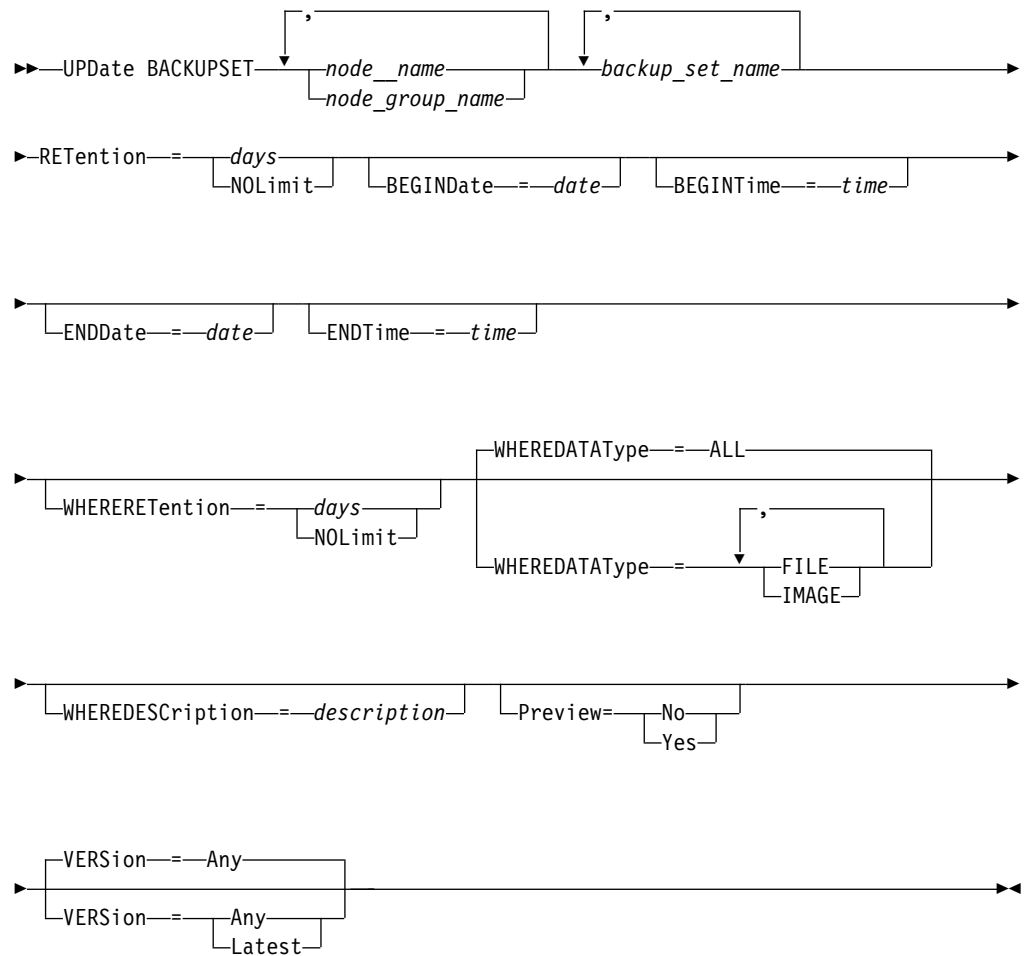 ,
,
UPDate BACKUPSET node__name backup_set_name
node_group_name
RETention = days
NOLimit BEGINDate = date BEGINTime = time
ENDDate = date ENDTime = time
WHEREDATAType = ALL
WHERERETention = days
NOLimit
,
WHEREDATAType = FILE
IMAGE
WHEREDESCription = description Preview= No
Yes
VERSion = Any
VERSion = Any
Latest